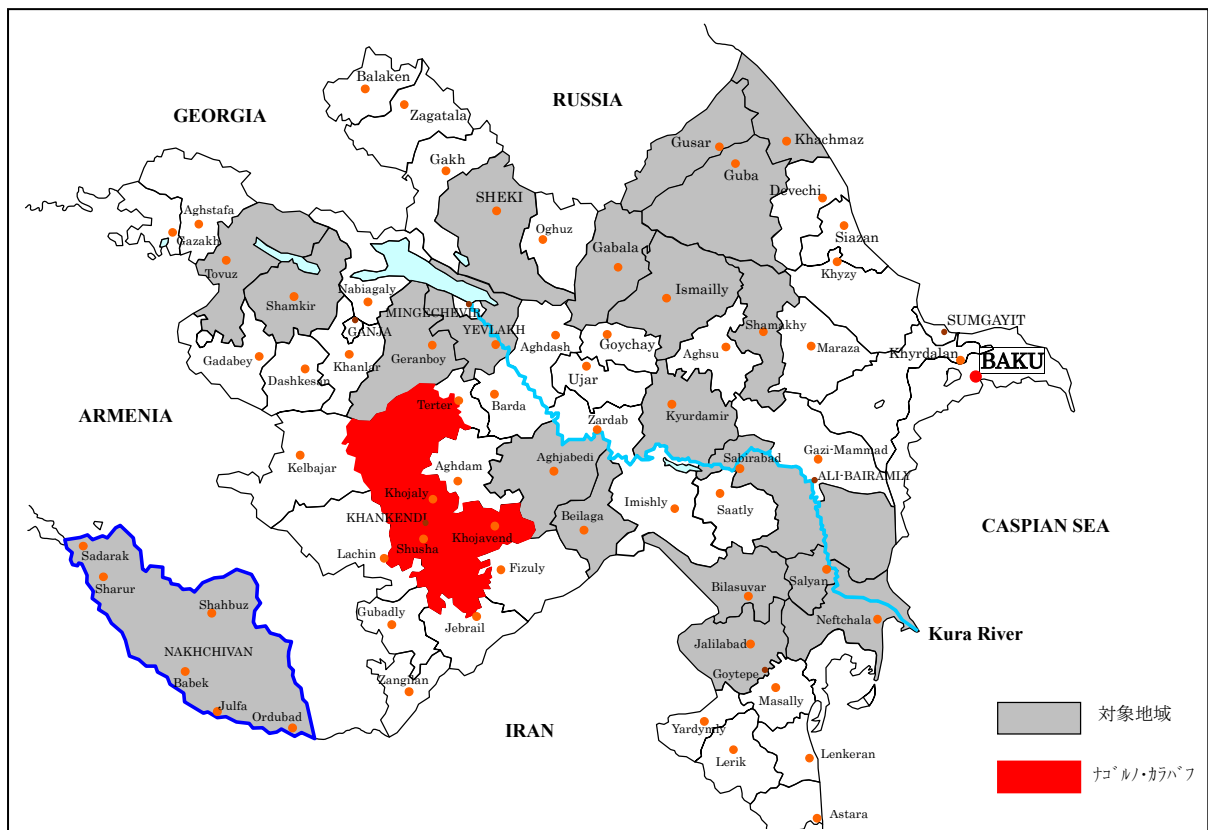 Balaken
Zagatala
RUSSIA
GEORGIA
Gusar
Khachmaz
Gakh
Guba
SHEKI
Devechi
Aghstafa
Oghuz
Siazan
Gazakh
Gabala
Tovuz
Khyzy
Nabiagaly
Ismailly
Shamkir
MINGECHEVIR
SUMGAYIT
GANJA
YEVLAKH
Shamakhy
Goychay
Aghdash
Maraza
Geranboy
Aghsu
Khyrdalan
Gadabey
Khanlar
BAKU
Dashkesan
Ujar
Barda
Terter
Kyurdamir
ARMENIA
Zardab
Gazi-Mammad
Kelbajar
Aghdam
Aghjabedi
Sabirabad
ALI-BAIRAMLY
Khojaly
Imishly
Saatly
KHANKENDI
Khojavend
Beilaga
CASPIAN SEA
Shusha
Sadarak
Lachin
Fizuly
Sharur
Bilasuvar
Salyan
Shahbuz
Gubadly
Jebrail
Neftchala
Kura River
Jalilabad
NAKHCHIVAN
Goytepe
Babek
Zangilan
Masally
Julfa
Ordubad
IRAN
対象地域
Yardymly
Lerik
Lenkeran
ﾅｺﾞﾙﾉ・ｶﾗﾊﾞﾌ
Astara